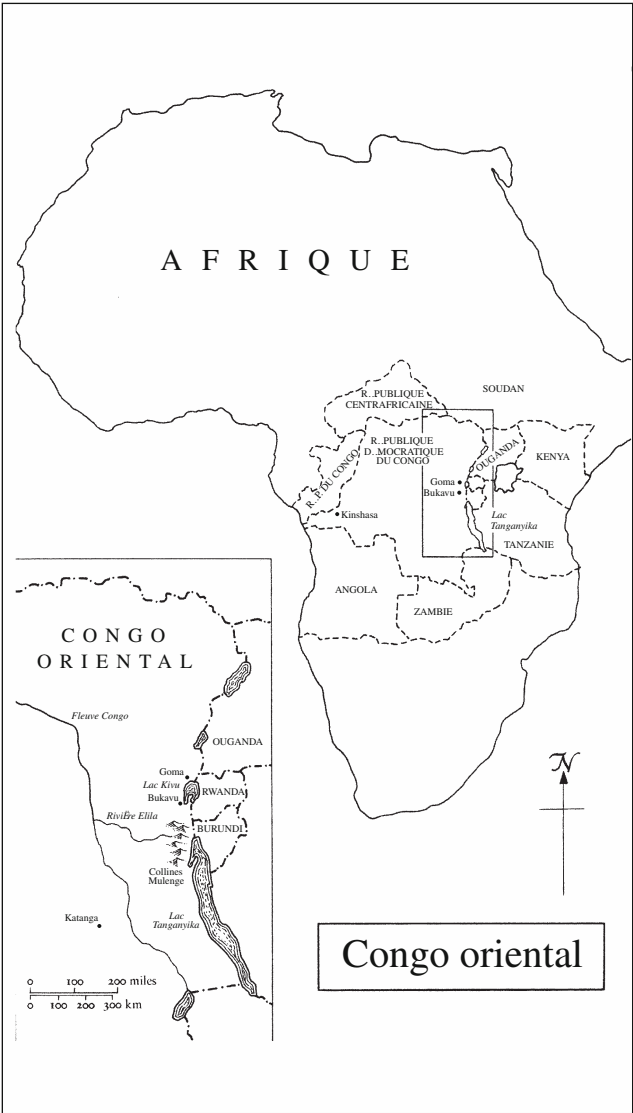 A F R I Q U E
R..PUBLIQUE
CENTRAFRICAINE
SOUDAN
R..PUBLIQUE
D..MOCRATIQUE
DU CONGO
R..P. DU CONGO
OUGANDA
KENYA
Goma
Bukavu
Kinshasa
Lac
Tanganyika
TANZANIE
ANGOLA
ZAMBIE
C O N G O
O R I E N T A L
Fleuve Congo
OUGANDA
Goma
Lac Kivu
RWANDA
Bukavu
RiviËre Elila
BURUNDI
Collines
Mulenge
Katanga
Lac
Tanganyika
0 100 200 miles
0 100 200 300 km
N
Congo oriental